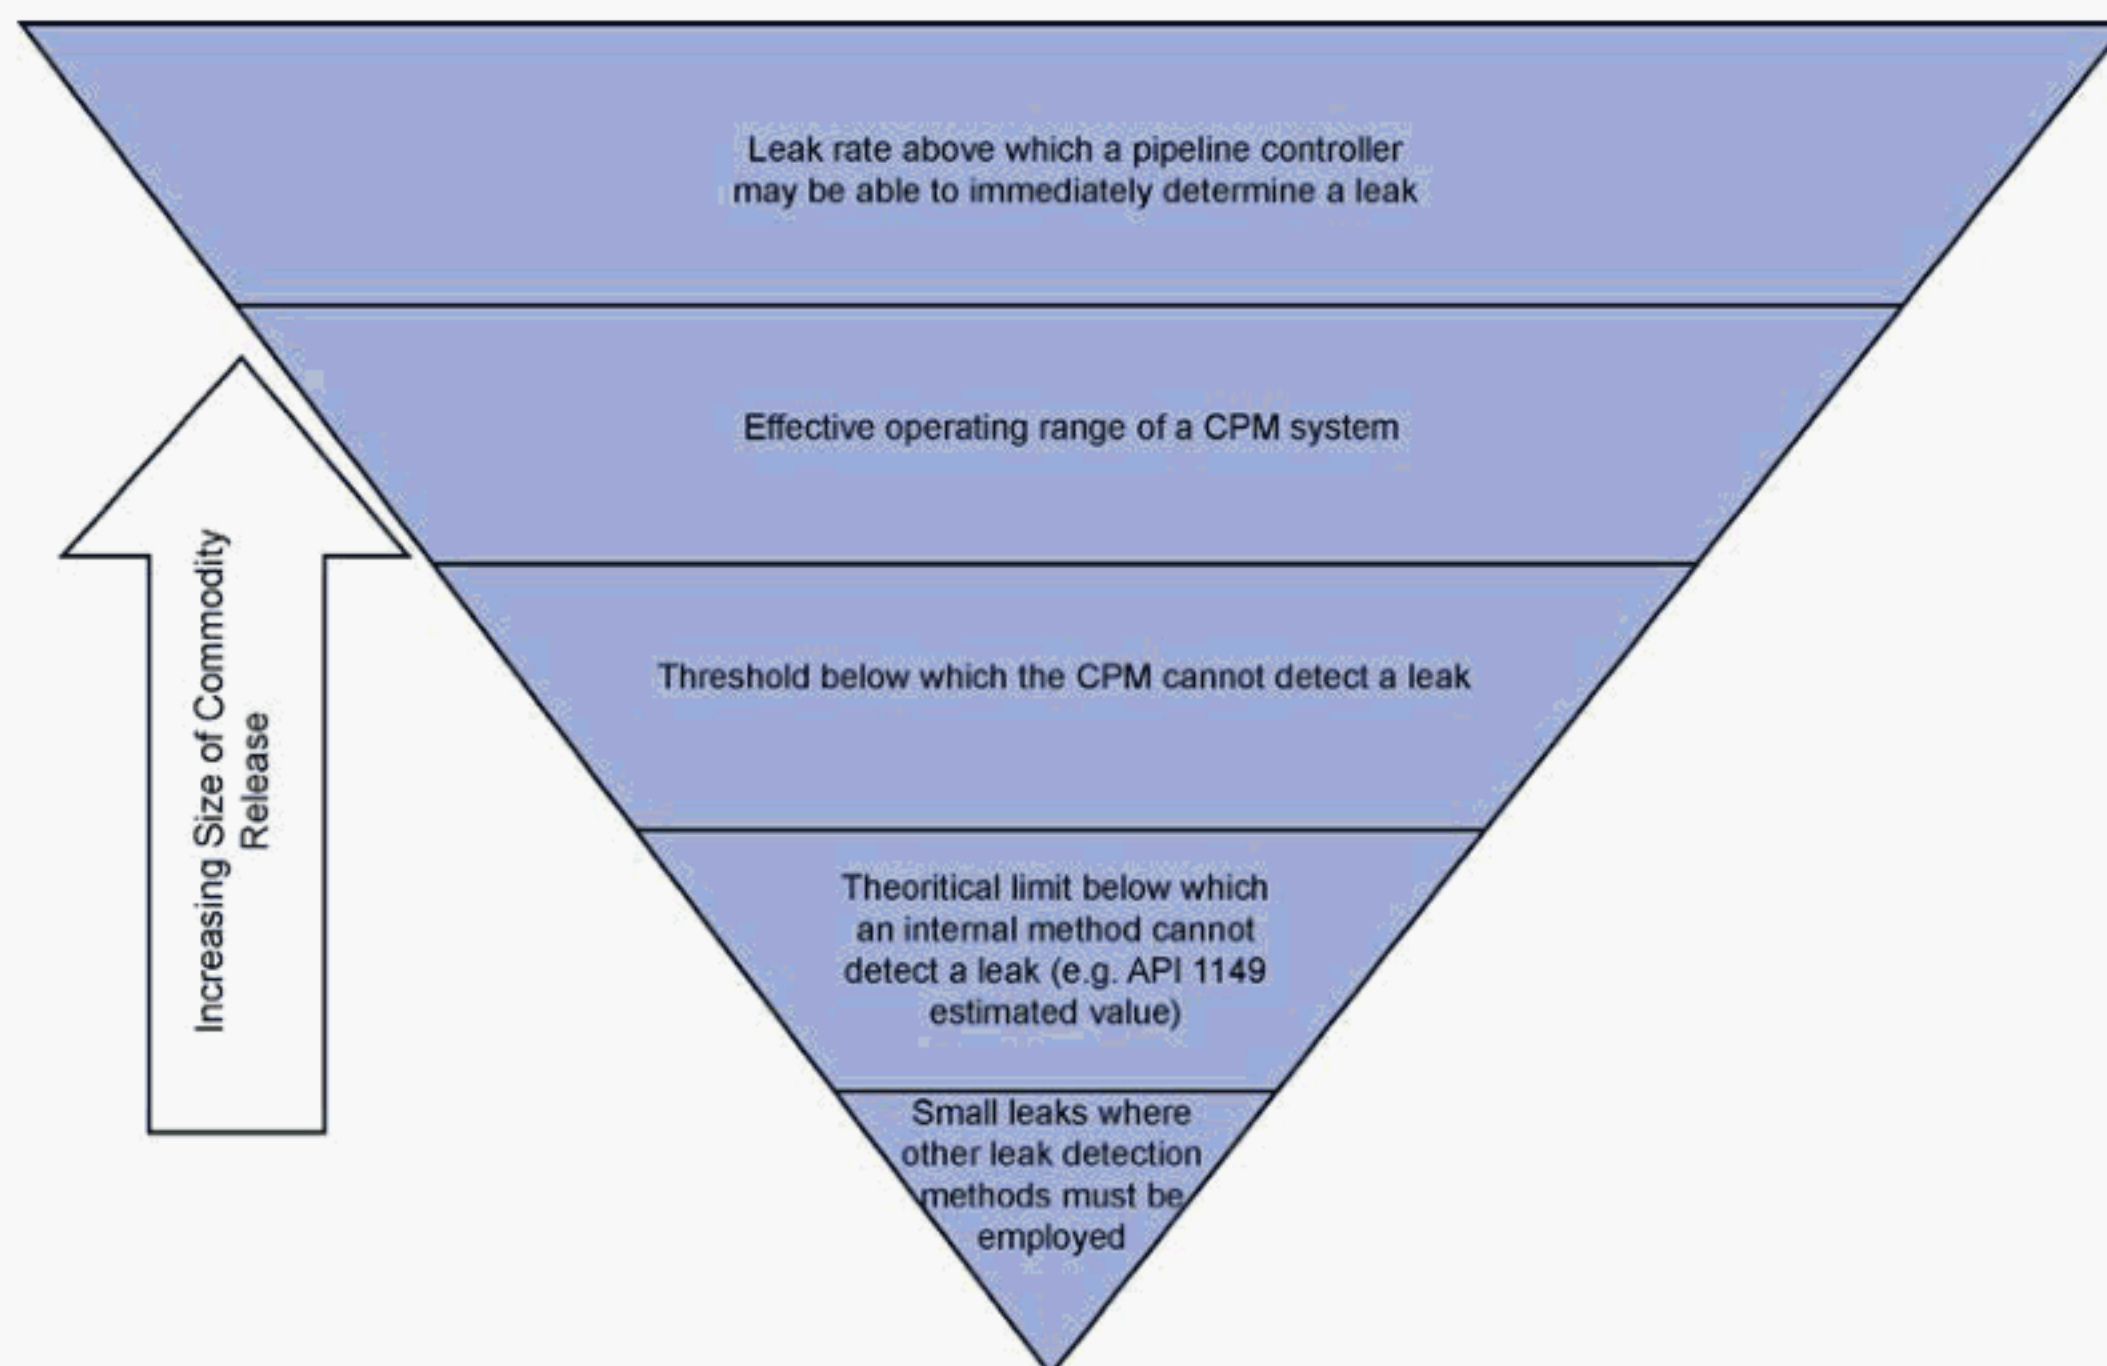 Leak rate above which a pipeline controller
may be able to immediately determine a leak
Effective operating range of a CPM system
Threshold below which the CPM cannot detect a leak
Theoritical limit below which
an internal method cannot
detect a leak (e.g. API 1149
estimated value)
Small leaks where
other leak detection
methods must be
employed
Increasing Size of Commodity
Release